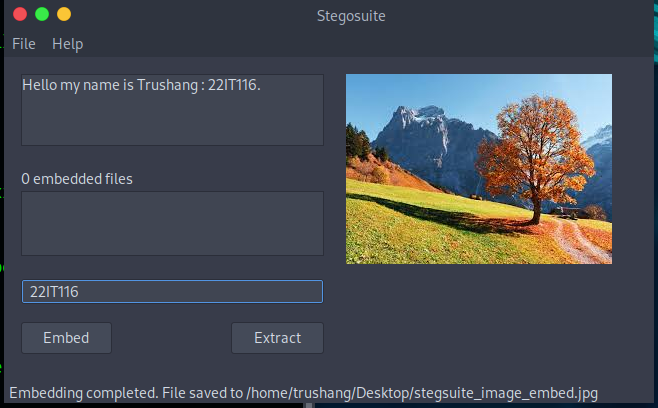 Stegosuite
File Help
Hello my name is Trushang : 22IT116.
0 embedded files
22IT116
Embed Extract
Embedding completed. File saved to /home/trushang/Desktop/stegsuite_image_embed.jpg